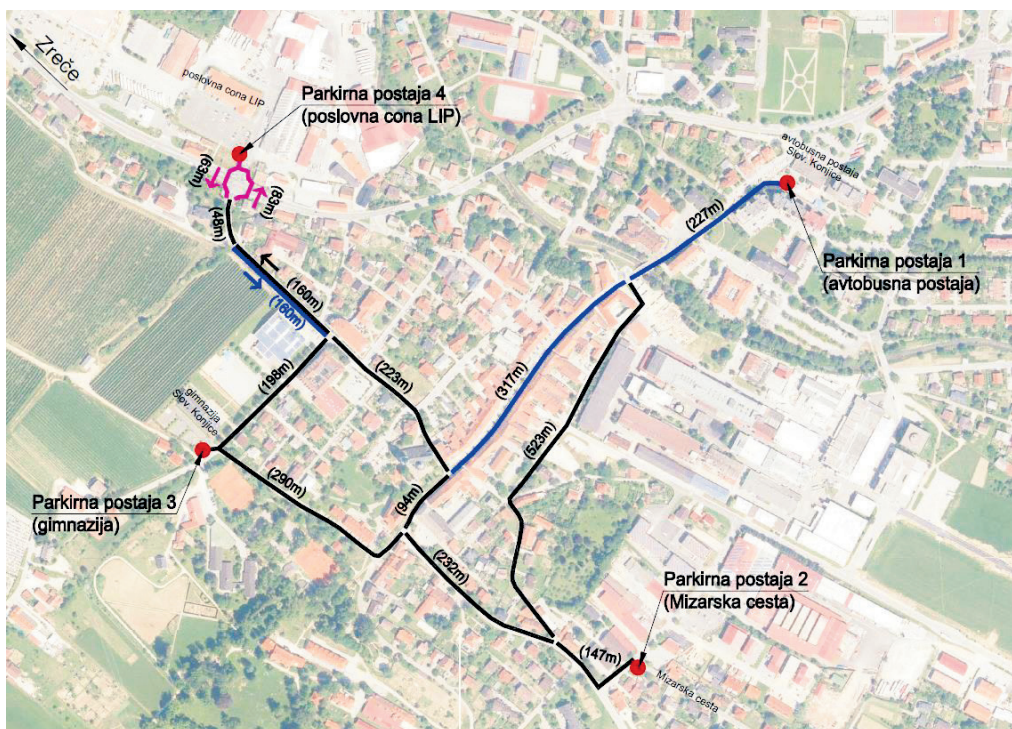 Zreče
poslovna cona LIP
Parkirna postaja 4
(poslovna cona LIP)
(63m)
(83m)
(48m)
avtobusna postaja
Slov. Konjice
(227m)
Parkirna postaja 1
(avtobusna postaja)
(160m)
(160m)
(198m)
(223m)
(317m)
gimnazija
Slov. Konjice
(523m)
Parkirna postaja 3
(gimnazija)
(290m)
(94m)
(232m)
Parkirna postaja 2
(Mizarska cesta)
(147m)
Mizarska cesta